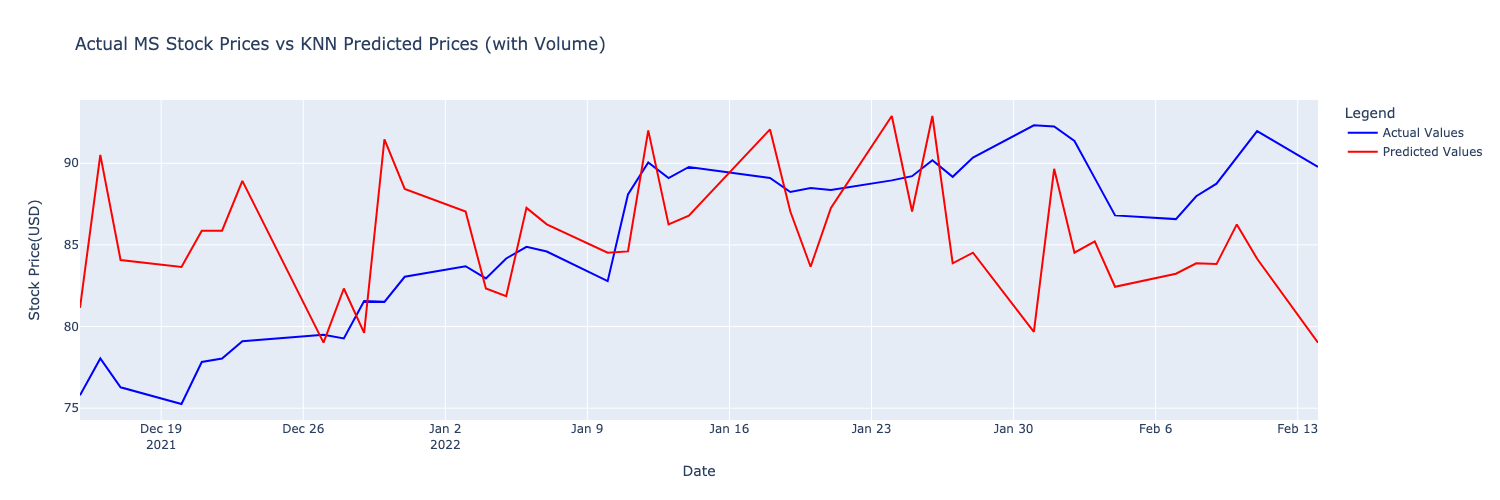 Actual MS Stock Prices vs KNN Predicted Prices (with Volume)
Legend
Actual Values
Predicted Values
Stock Price(USD)
90
85
80
75
Dec 19
2021
Dec 26
Jan 2
2022
Jan 9
Jan 16
Jan 23
Jan 30
Feb 6
Feb 13
Date